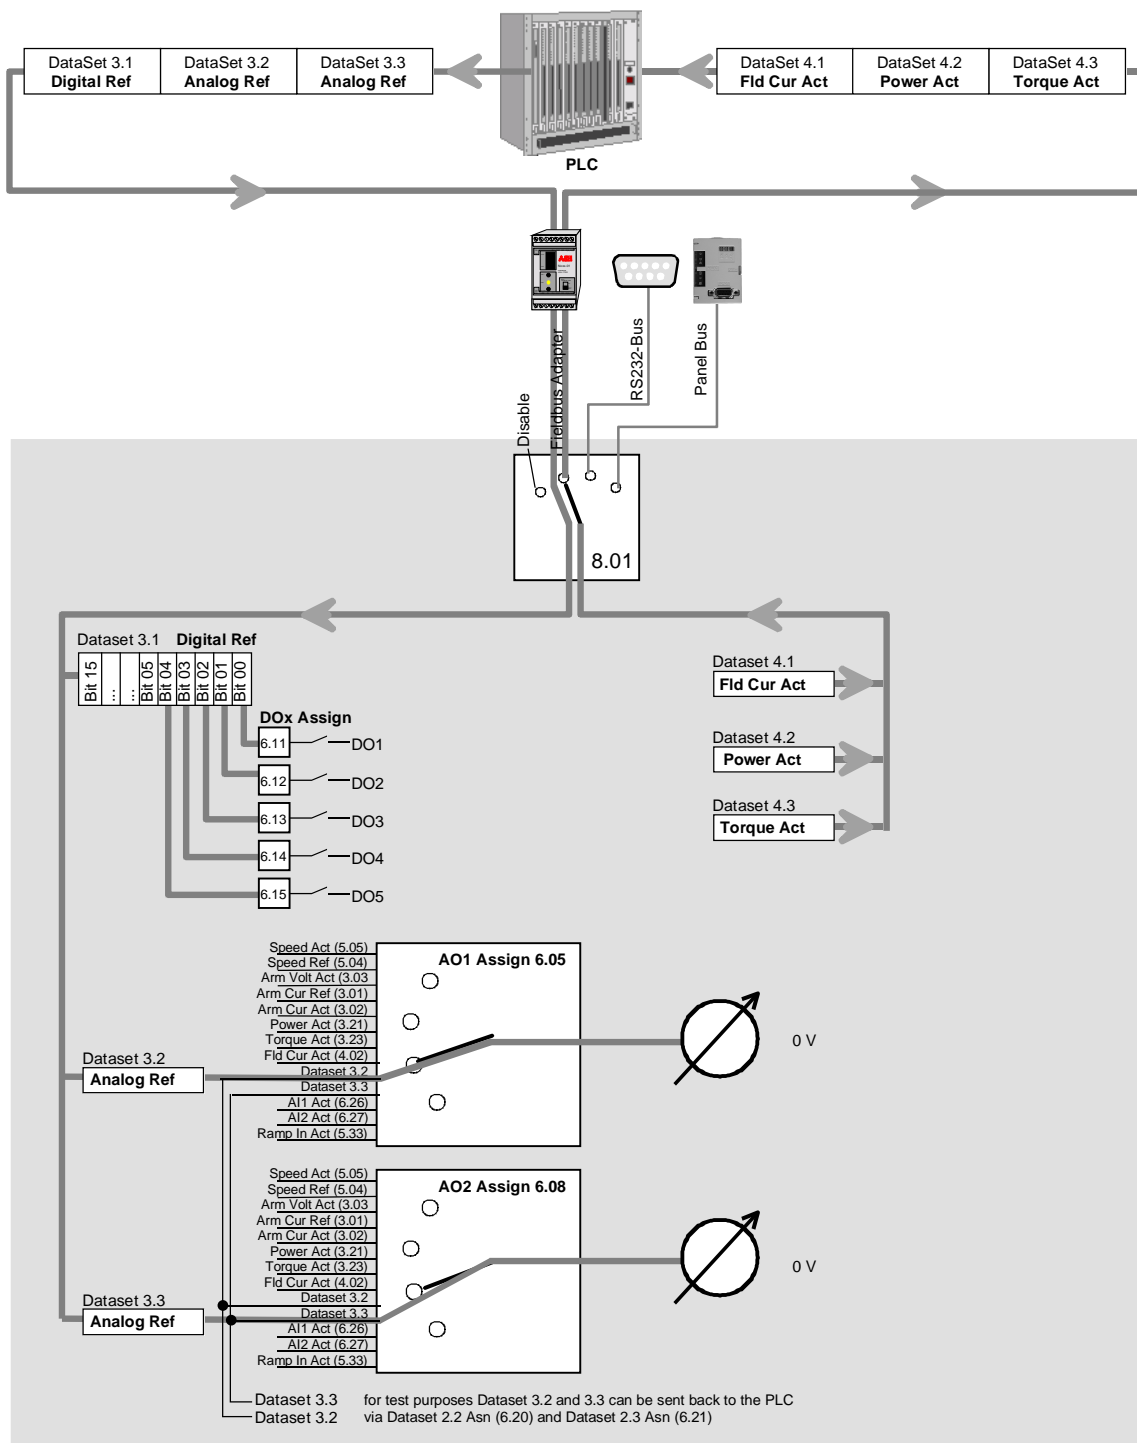 DataSet 3.1 DataSet 3.2 DataSet 3.3
Digital Ref Analog Ref Analog Ref
DataSet 4.1 DataSet 4.2 DataSet 4.3
Fld Cur Act Power Act Torque Act
PLC
ABB
Disable
Fieldbus Adapter
RS232-Bus
Panel Bus
8.01
Dataset 3.1 Digital Ref
Bit 15
...
...
Bit 05
Bit 04
Bit 03
Bit 02
Bit 01
Bit 00
DOx Assign
6.11 DO1
6.12 DO2
6.13 DO3
6.14 DO4
6.15 DO5
Dataset 4.1
Fld Cur Act
Dataset 4.2
Power Act
Dataset 4.3
Torque Act
Speed Act (5.05)
Speed Ref (5.04)
Arm Volt Act (3.03
Arm Cur Ref (3.01)
Arm Cur Act (3.02)
Power Act (3.21)
Torque Act (3.23)
Fld Cur Act (4.02)
Dataset 3.2
Dataset 3.3
AI1 Act (6.26)
AI2 Act (6.27)
Ramp In Act (5.33)
AO1 Assign 6.05
0 V
Dataset 3.2
Analog Ref
Speed Act (5.05)
Speed Ref (5.04)
Arm Volt Act (3.03
Arm Cur Ref (3.01)
Arm Cur Act (3.02)
Power Act (3.21)
Torque Act (3.23)
Fld Cur Act (4.02)
Dataset 3.2
Dataset 3.3
AI1 Act (6.26)
AI2 Act (6.27)
Ramp In Act (5.33)
AO2 Assign 6.08
0 V
Dataset 3.3
Analog Ref
Dataset 3.3 for test purposes Dataset 3.2 and 3.3 can be sent back to the PLC
Dataset 3.2 via Dataset 2.2 Asn (6.20) and Dataset 2.3 Asn (6.21)